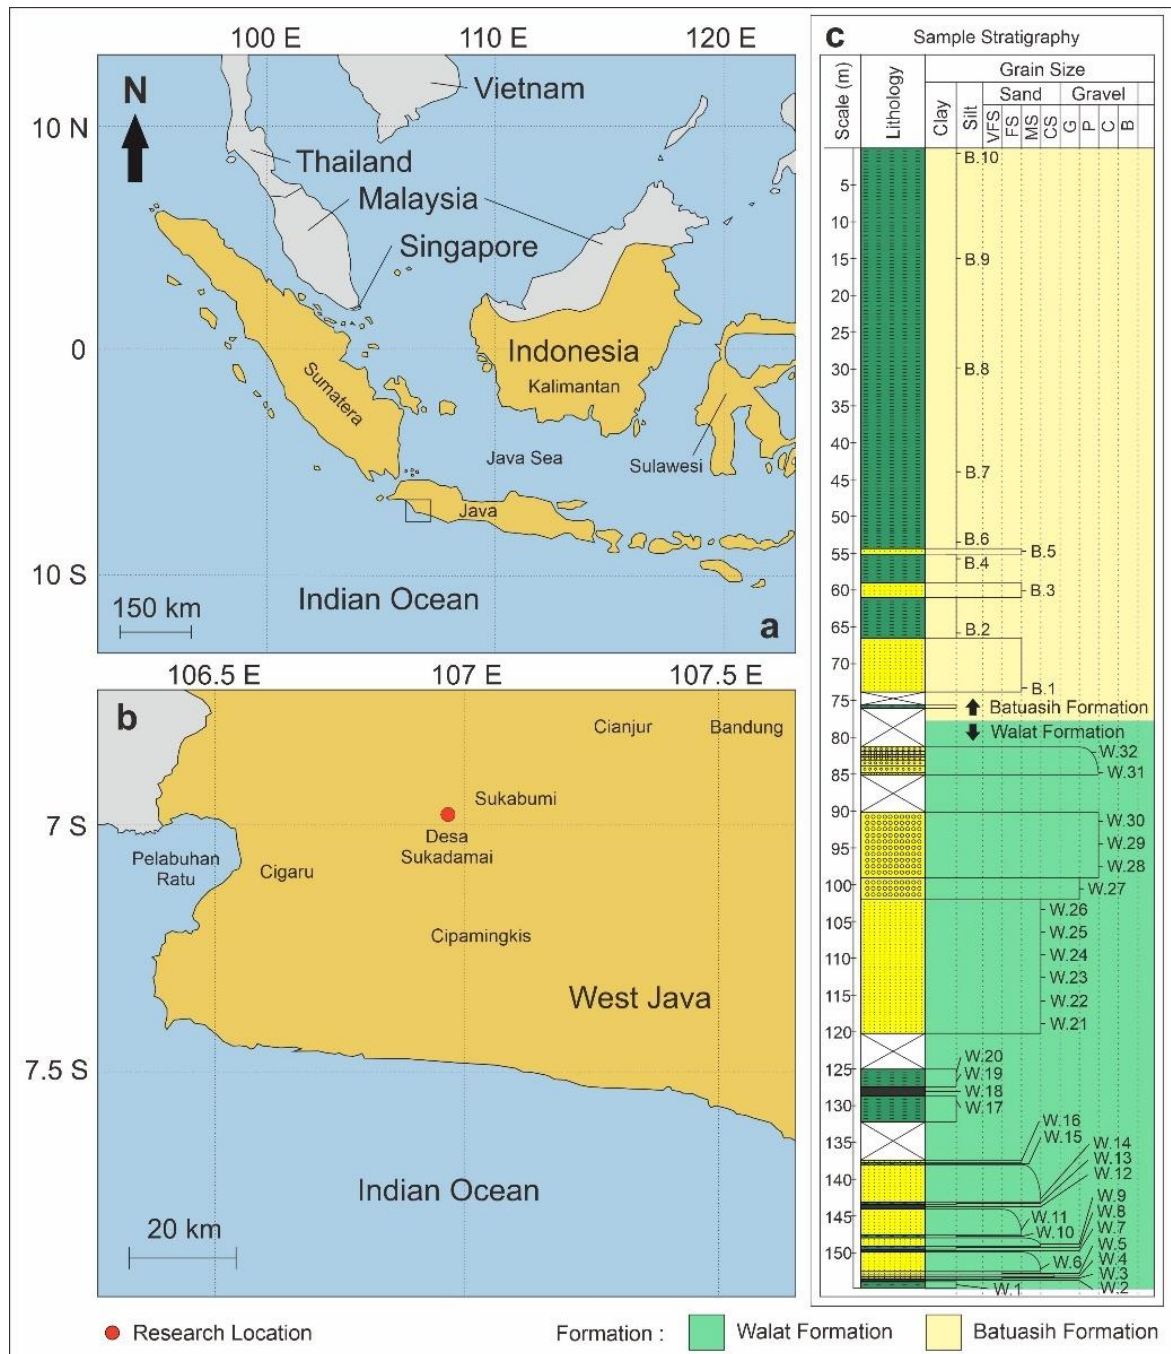 100 E
110 E
120 E
N
10 N
0
10 S
Vietnam
Thailand
Malaysia
Singapore
Indonesia
Kalimantan
Sumatera
Java Sea
Sulawesi
Java
Indian Ocean
150 km
a
106.5 E
107 E
107.5 E
b
Cianjur
Bandung
Sukabumi
7 S
Desa
Sukadamai
Pelabuhan
Ratu
Cigaru
Cipamingkis
West Java
7.5 S
Indian Ocean
20 km
c
Sample Stratigraphy
Scale (m)
Lithology
Grain Size
Clay
Silt
Sand
Gravel
VFS
FS
MS
CS
G
P
C
B
5
10
15
20
25
30
35
40
45
50
55
60
65
70
75
80
85
90
95
100
105
110
115
120
125
130
135
140
145
150
B.10
B.9
B.8
B.7
B.6
B.5
B.4
B.3
B.2
B.1
Batuasih Formation
Walat Formation
W.32
W.31
W.30
W.29
W.28
W.27
W.26
W.25
W.24
W.23
W.22
W.21
W.20
W.19
W.18
W.17
W.16
W.15
W.14
W.13
W.12
W.11
W.10
W.9
W.8
W.7
W.6
W.5
W.4
W.3
W.2
W.1
Research Location
Formation :
Walat Formation
Batuasih Formation